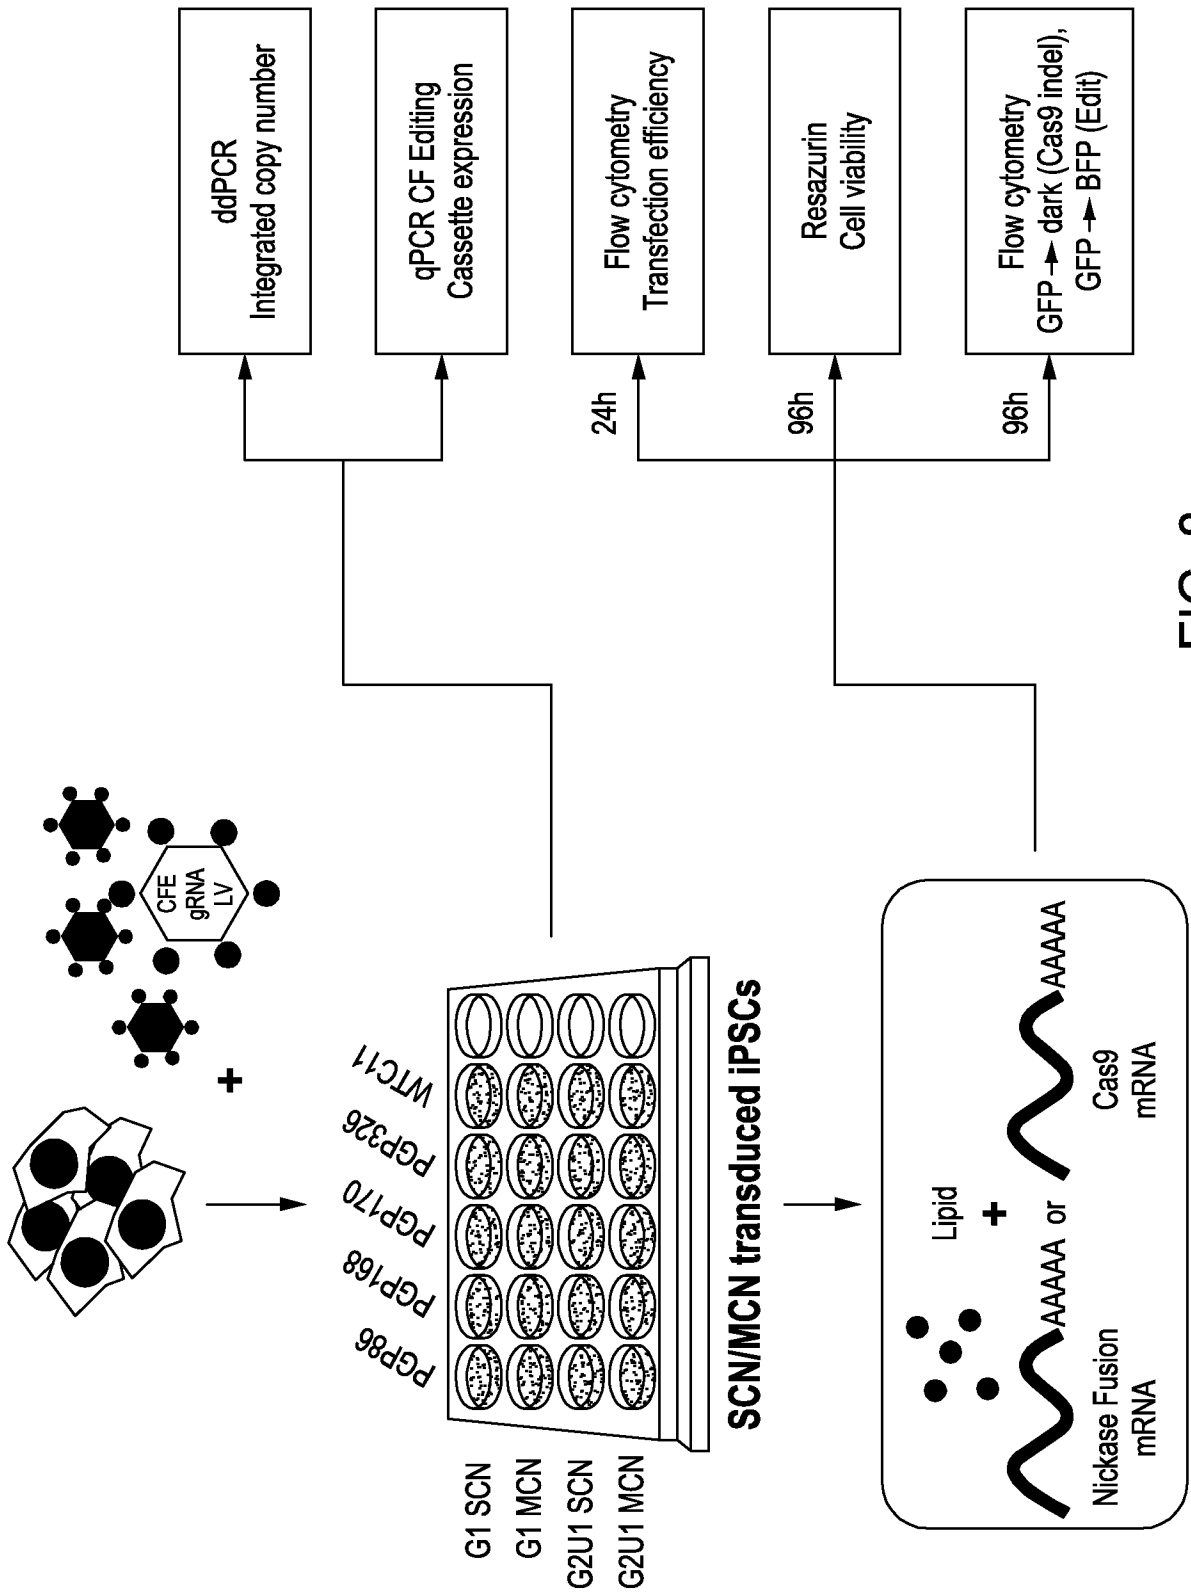 CFE
gRNA
LV
+
PGP86
PGP168
PGP170
PGP326
WTC11
G1 SCN
G1 MCN
G2U1 SCN
G2U1 MCN
SCN/MCN transduced iPSCs
Lipid
+
AAAAA or
AAAAA
Nickase Fusion
mRNA
Cas9
mRNA
ddPCR
Integrated copy number
qPCR CF Editing
Cassette expression
24h
Flow cytometry
Transfection efficiency
96h
Resazurin
Cell viability
96h
Flow cytometry
GFP → dark (Cas9 indel),
GFP → BFP (Edit)
FIG.